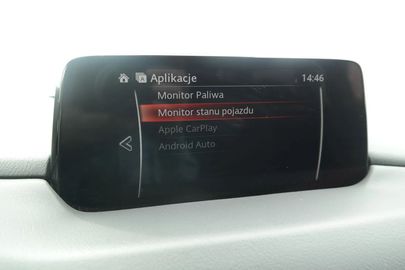 Aplikacje 14:46
Monitor Paliwa
Monitor stanu pojazdu
Apple CarPlay
Android Auto